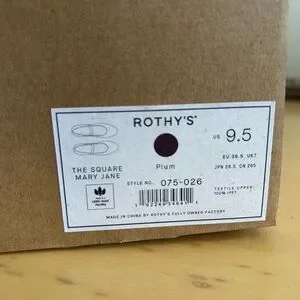 ROTHY'S®
US 9.5
Plum
EU 39.5 UK7
JPN 26.5 CN 265
THE SQUARE
MARY JANE
STYLE NO. 075-026
TEXTILE UPPER:
100% rPET
MADE IN CHINA BY ROTHY'S FULLY OWNED FACTORY